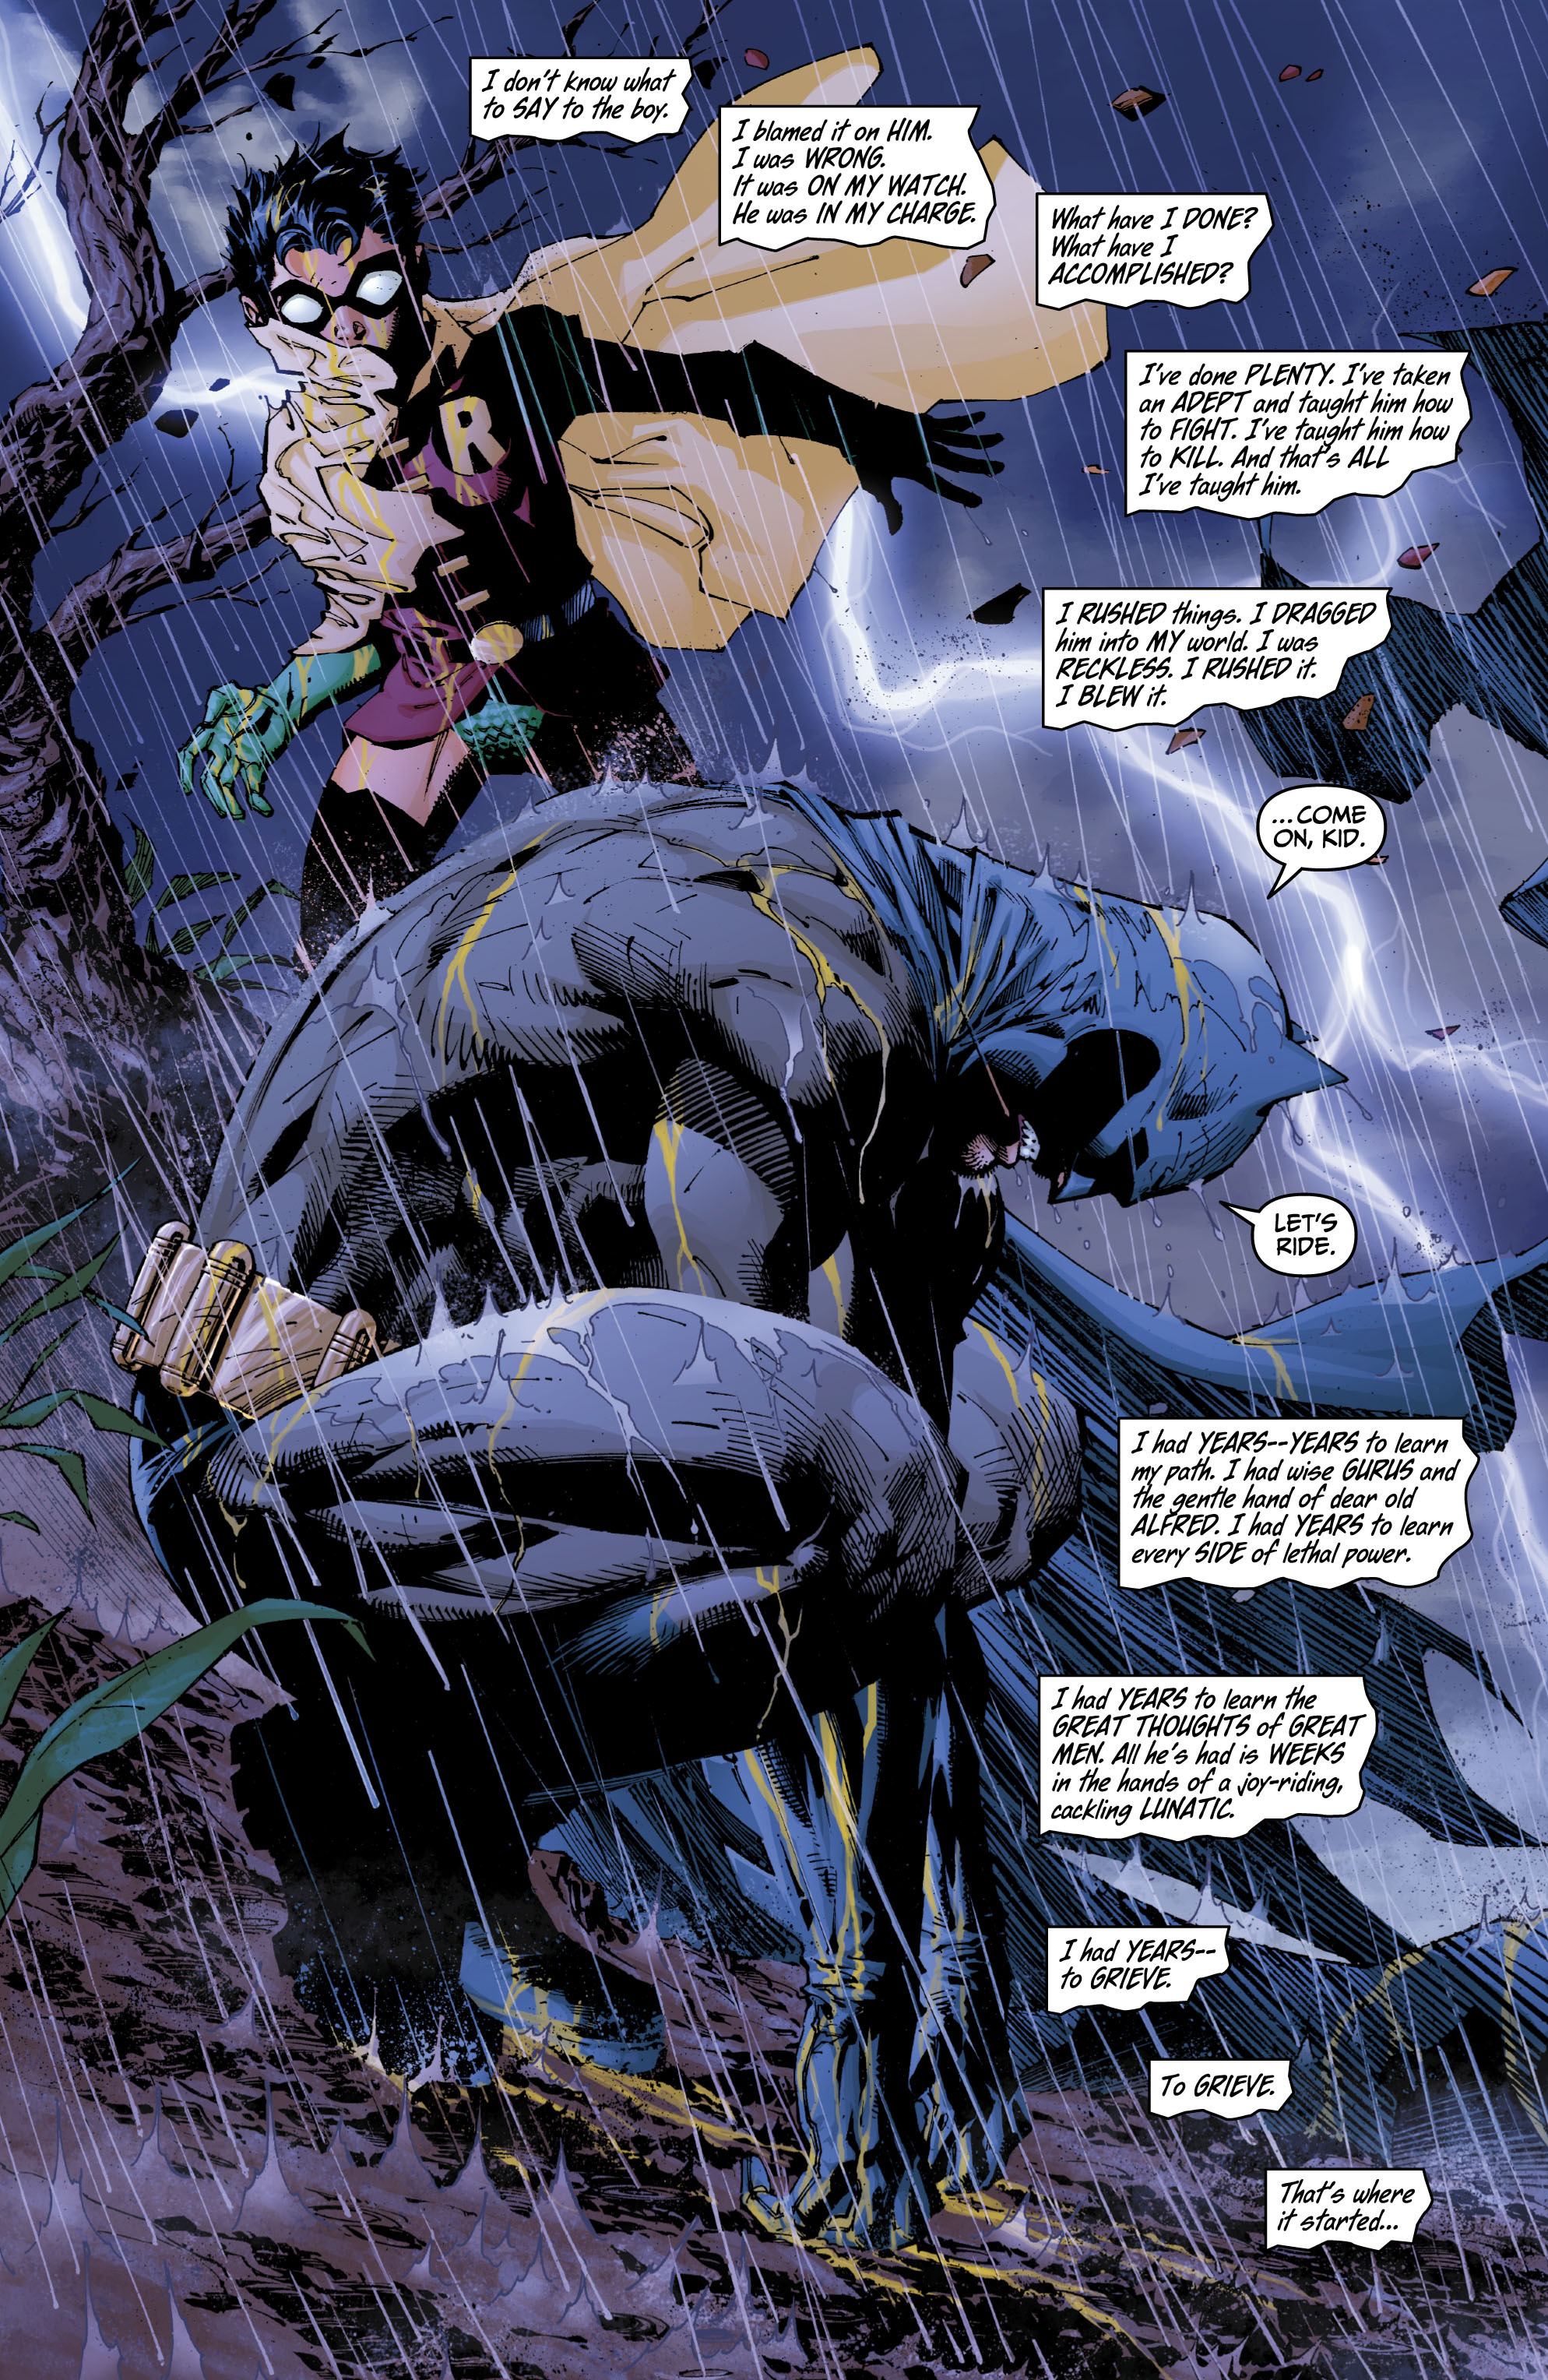 I don't know what
to SAY to the boy.
I blamed it on HIM.
I was WRONG.
It was ON MY WATCH.
He was IN MY CHARGE.
What have I DONE?
What have I
ACCOMPLISHED?
I've done PLENTY. I've taken
an ADEPT and taught him how
to FIGHT. I've taught him how
to KILL. And that's ALL
I've taught him.
R
I RUSHED things. I DRAGGED
him into MY world. I was
RECKLESS. I RUSHED it.
I BLEW it.
...COME
ON, KID.
LET'S
RIDE.
I had YEARS--YEARS to learn
my path. I had wise GURUS and
the gentle hand of dear old
ALFRED. I had YEARS to learn
every SIDE of lethal power.
I had YEARS to learn the
GREAT THOUGHTS of GREAT
MEN. All he's had is WEEKS
in the hands of a joy-riding,
cackling LUNATIC.
I had YEARS--
to GRIEVE.
To GRIEVE.
That's where
it started...